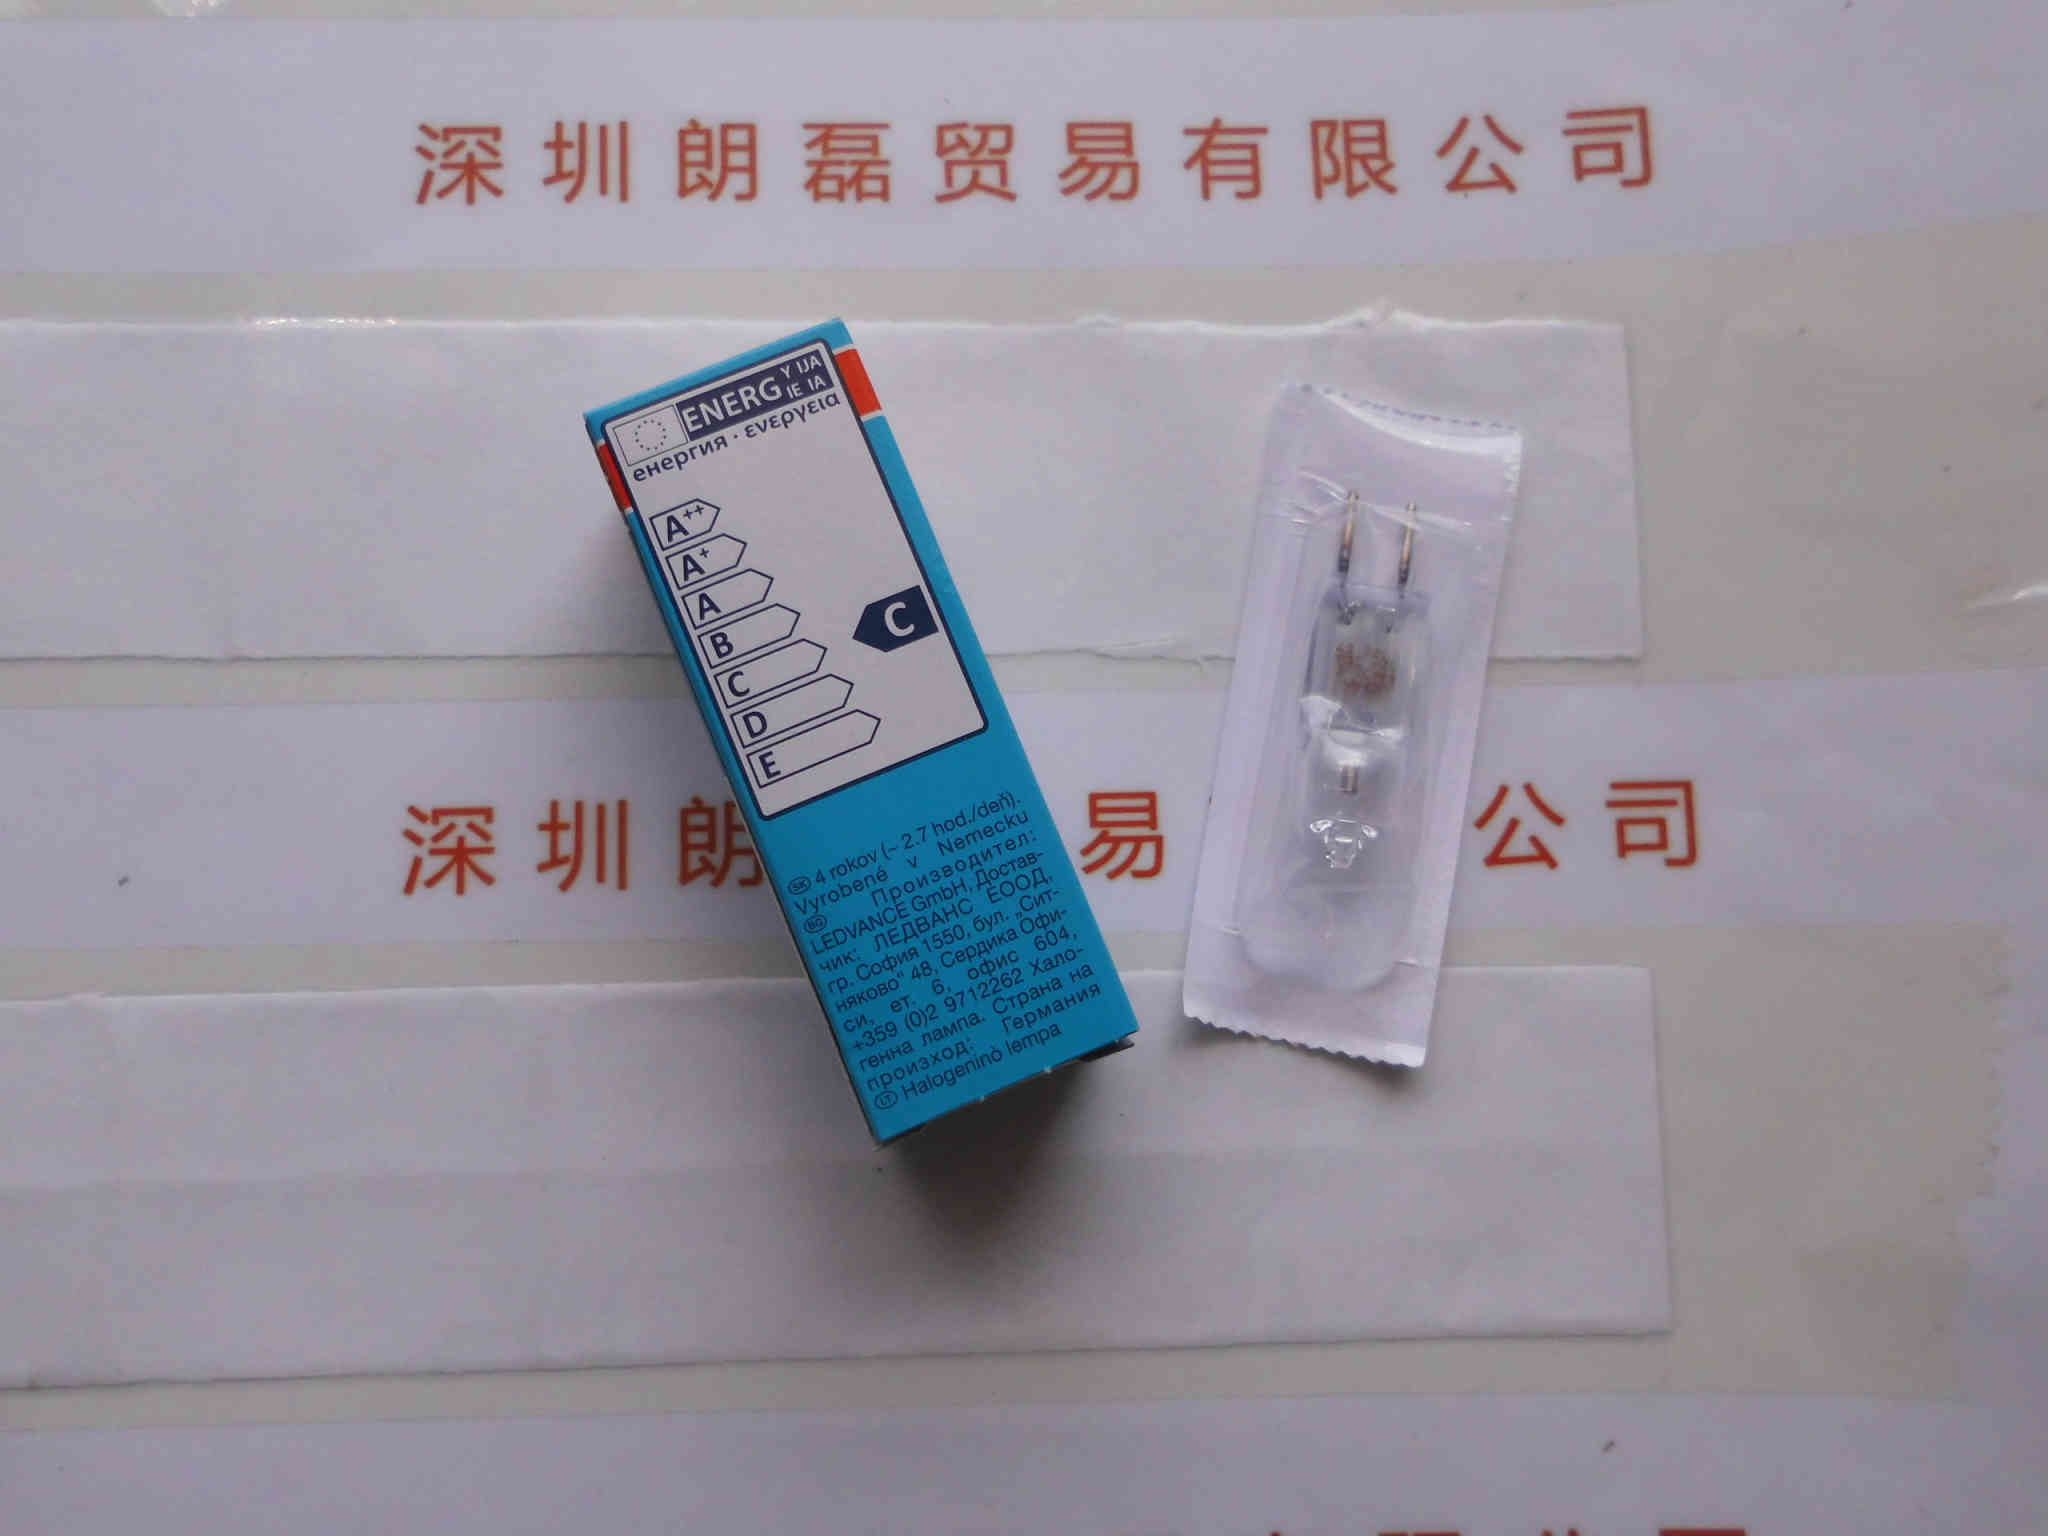 深圳朗磊贸易有限公司
ENERG Y IJA
IE IA
енергия · ενεργεια
A++
A+
A
B
C
D
E
C
SK 4 rokov (~ 2.7 hod./deň).
Vyrobené v Nemecku
BG Производител:
LEDVANCE GmbH, Достав-
чик: ЛЕДВАНС ЕООД,
гр. София 1550, бул. „Сит-
няково" 48, Сердика Офи-
си, ет. 6, офис 604,
+359 (0)2 9712262 Хало-
генна лампа. Страна на
произход: Германия
LT Halogeninė lempa
深圳朗 易 公司